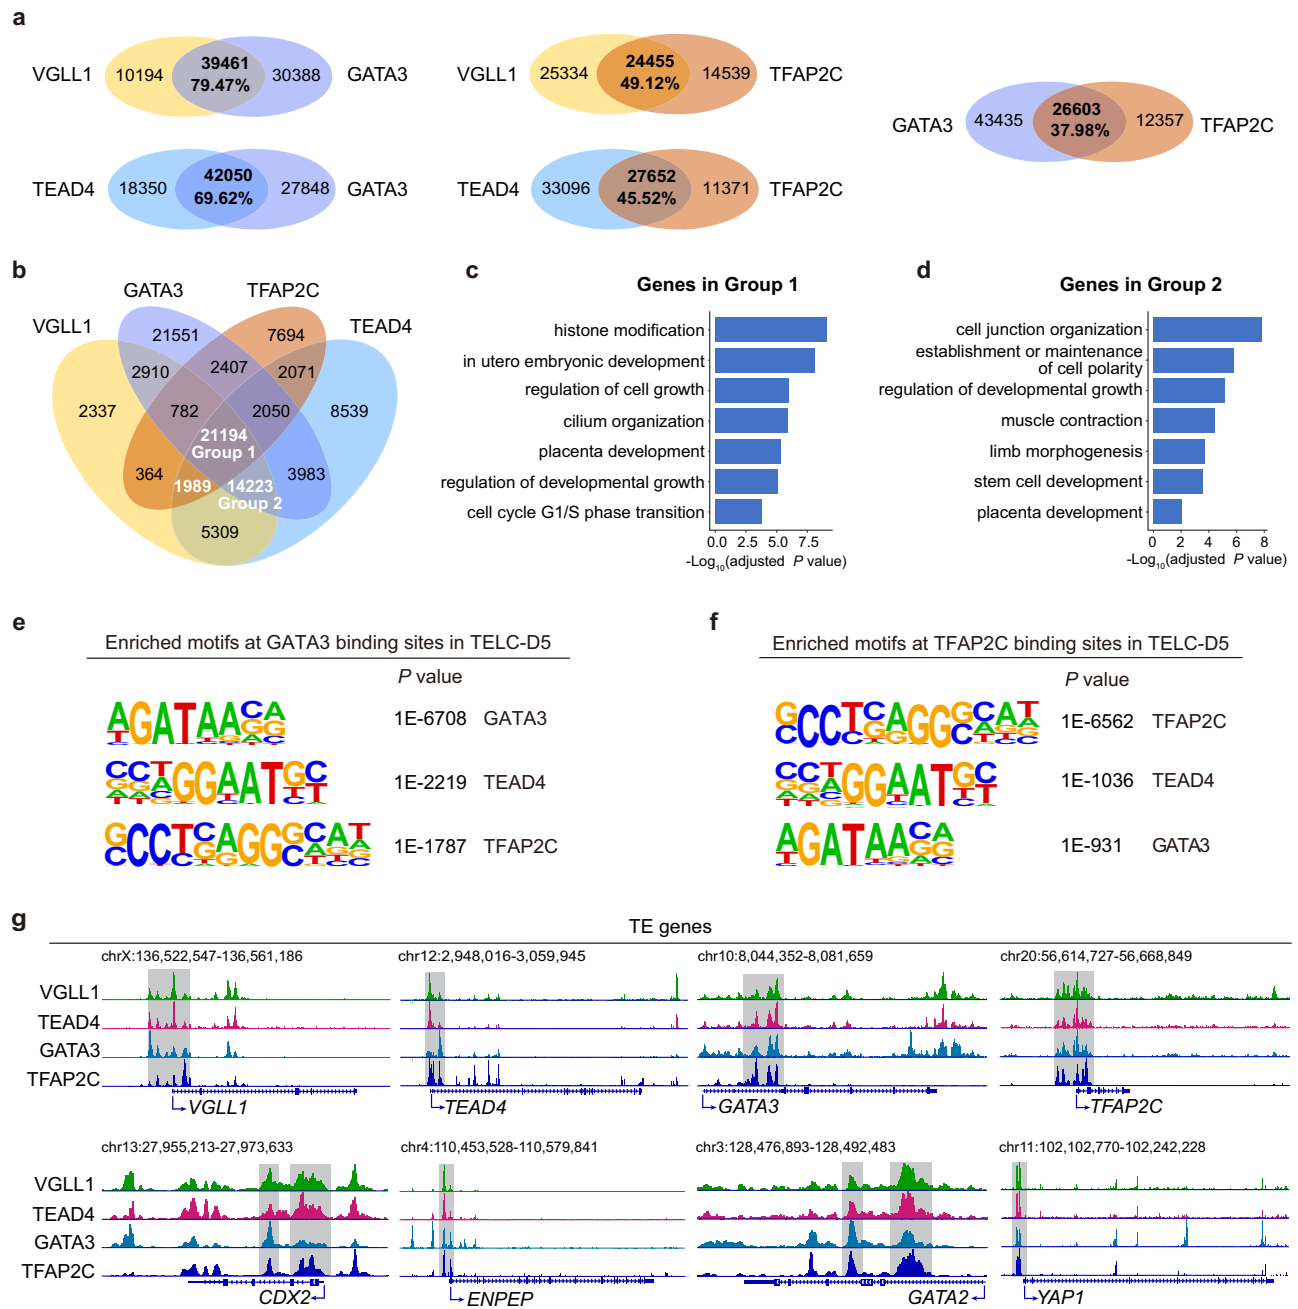 a
VGLL1 10194 39461 79.47% 30388 GATA3
VGLL1 25334 24455 49.12% 14539 TFAP2C
GATA3 43435 26603 37.98% 12357 TFAP2C
TEAD4 18350 42050 69.62% 27848 GATA3
TEAD4 33096 27652 45.52% 11371 TFAP2C
b
GATA3 TFAP2C
VGLL1 TEAD4
21551 7694
2910 2407 2071
2337 782 2050 8539
21194
Group 1
364 3983
1989 14223
Group 2
5309
c
Genes in Group 1
histone modification
in utero embryonic development
regulation of cell growth
cilium organization
placenta development
regulation of developmental growth
cell cycle G1/S phase transition
0.0 2.5 5.0 7.5
-Log10(adjusted P value)
d
Genes in Group 2
cell junction organization
establishment or maintenance
of cell polarity
regulation of developmental growth
muscle contraction
limb morphogenesis
stem cell development
placenta development
0 2 4 6 8
-Log10(adjusted P value)
e
Enriched motifs at GATA3 binding sites in TELC-D5
P value
1E-6708 GATA3
1E-2219 TEAD4
1E-1787 TFAP2C
f
Enriched motifs at TFAP2C binding sites in TELC-D5
P value
1E-6562 TFAP2C
1E-1036 TEAD4
1E-931 GATA3
g
TE genes
chrX:136,522,547-136,561,186 chr12:2,948,016-3,059,945 chr10:8,044,352-8,081,659 chr20:56,614,727-56,668,849
VGLL1
TEAD4
GATA3
TFAP2C
VGLL1 TEAD4 GATA3 TFAP2C
chr13:27,955,213-27,973,633 chr4:110,453,528-110,579,841 chr3:128,476,893-128,492,483 chr11:102,102,770-102,242,228
VGLL1
TEAD4
GATA3
TFAP2C
CDX2 ENPEP GATA2 YAP1